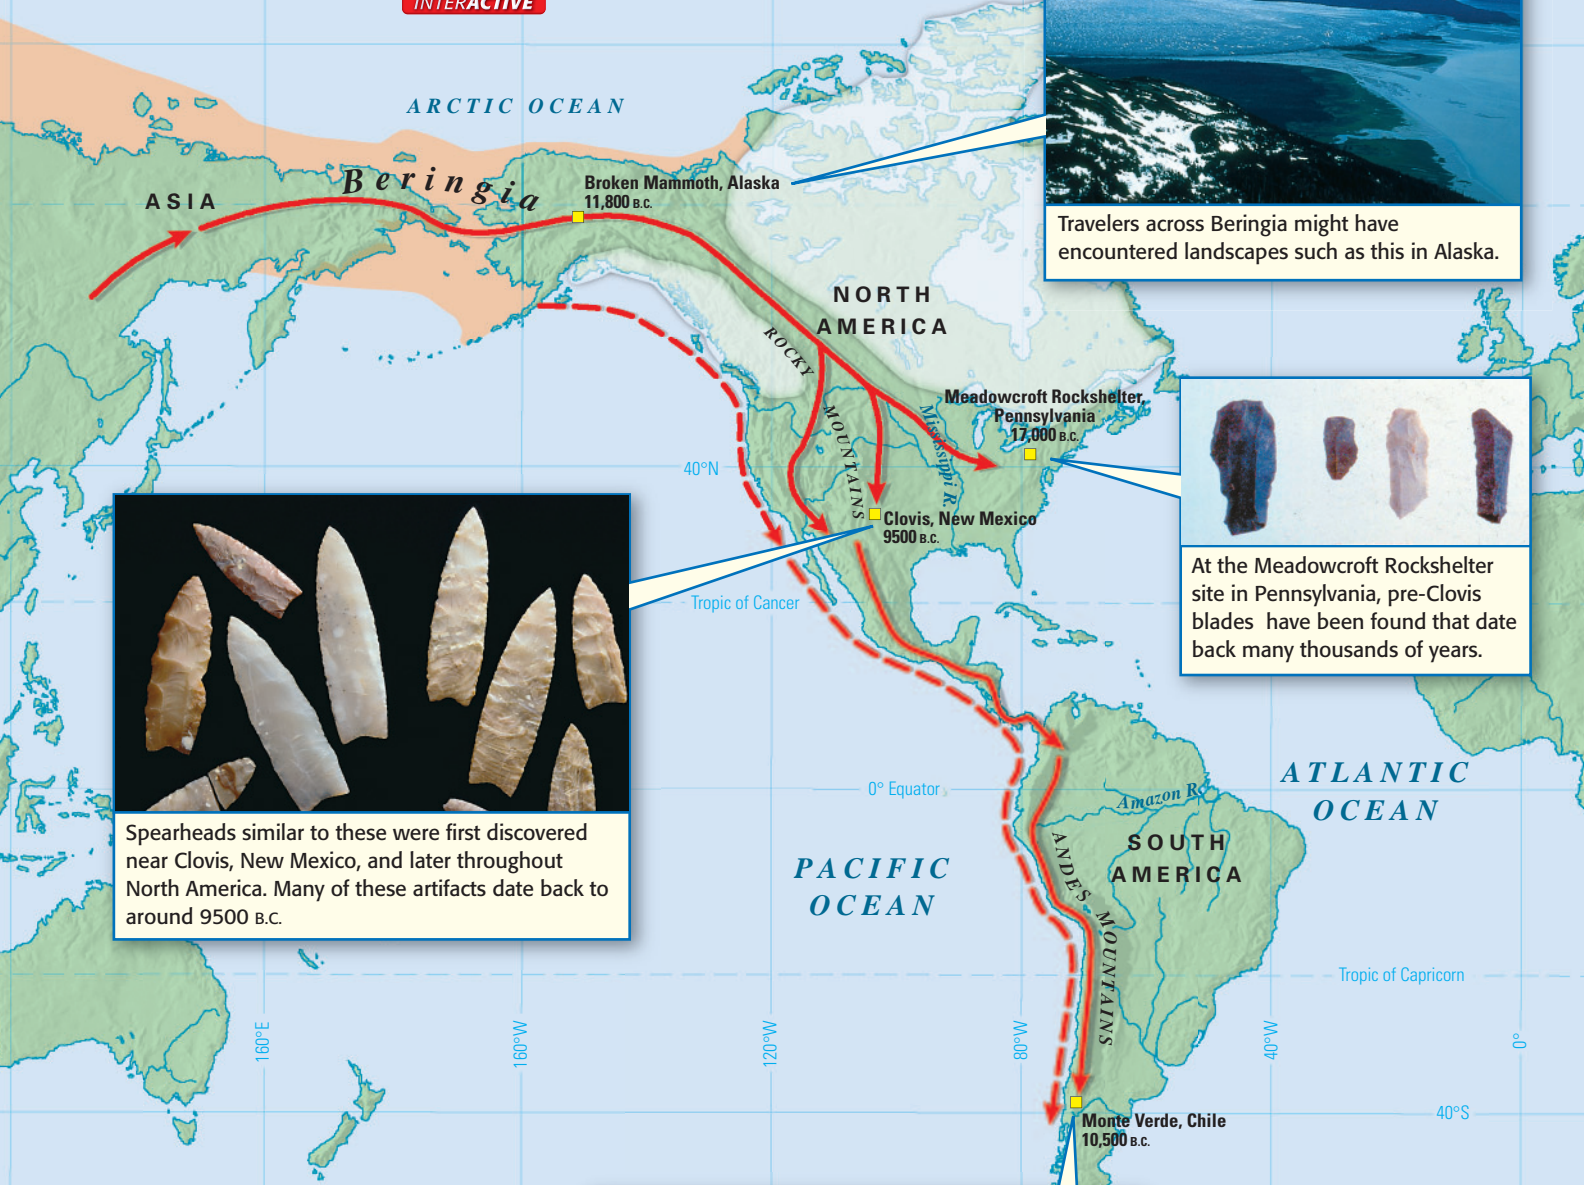 INTERACTIVE
ARCTIC OCEAN
ASIA
Beringia
Broken Mammoth, Alaska
11,800 B.C.
Travelers across Beringia might have
encountered landscapes such as this in Alaska.
NORTH
AMERICA
ROCKY
MOUNTAINS
Mississippi R.
Meadowcroft Rockshelter,
Pennsylvania
17,000 B.C.
40°N
Clovis, New Mexico
9500 B.C.
At the Meadowcroft Rockshelter
site in Pennsylvania, pre-Clovis
blades have been found that date
back many thousands of years.
Tropic of Cancer
Spearheads similar to these were first discovered
near Clovis, New Mexico, and later throughout
North America. Many of these artifacts date back to
around 9500 B.C.
0° Equator
Amazon R.
ATLANTIC
OCEAN
SOUTH
AMERICA
PACIFIC
OCEAN
ANDES MOUNTAINS
Tropic of Capricorn
160°E
160°W
120°W
80°W
40°W
0°
40°S
Monte Verde, Chile
10,500 B.C.